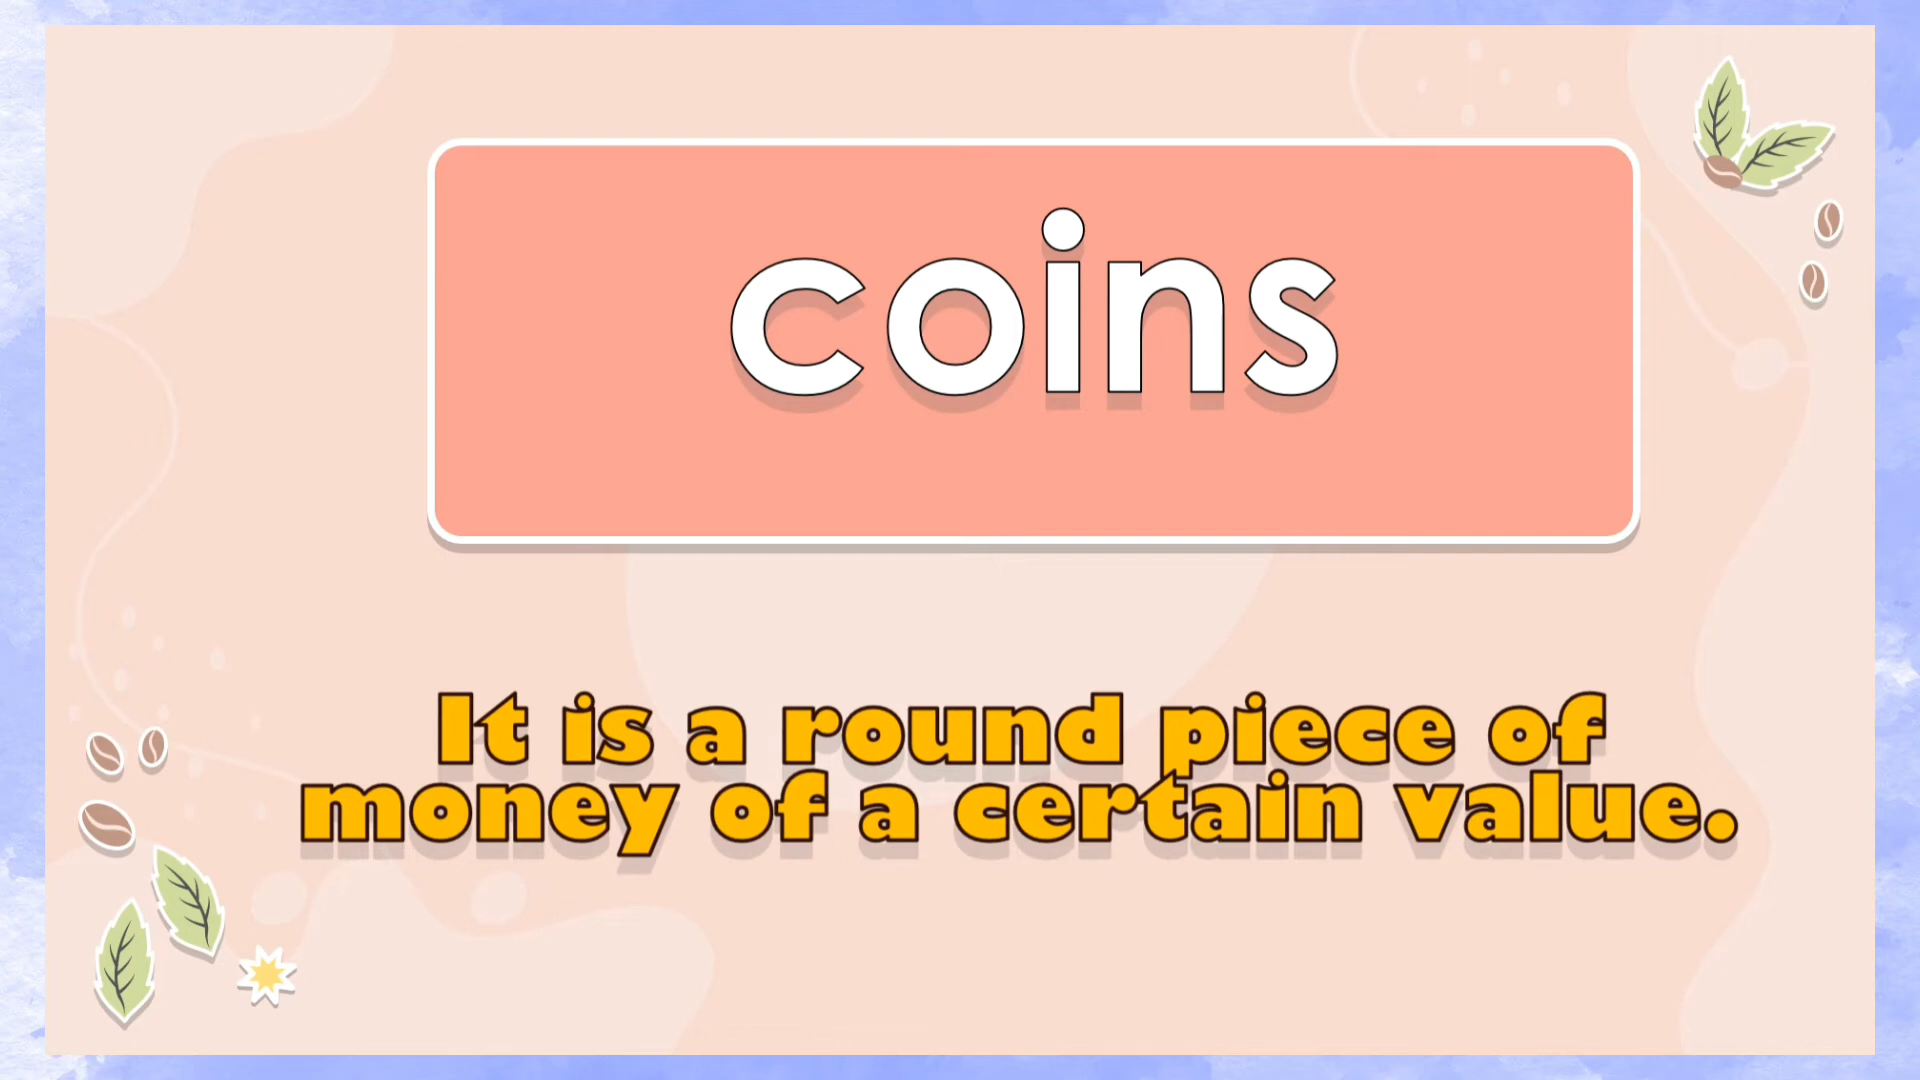 coins
It is a round piece of
money of a certain value.